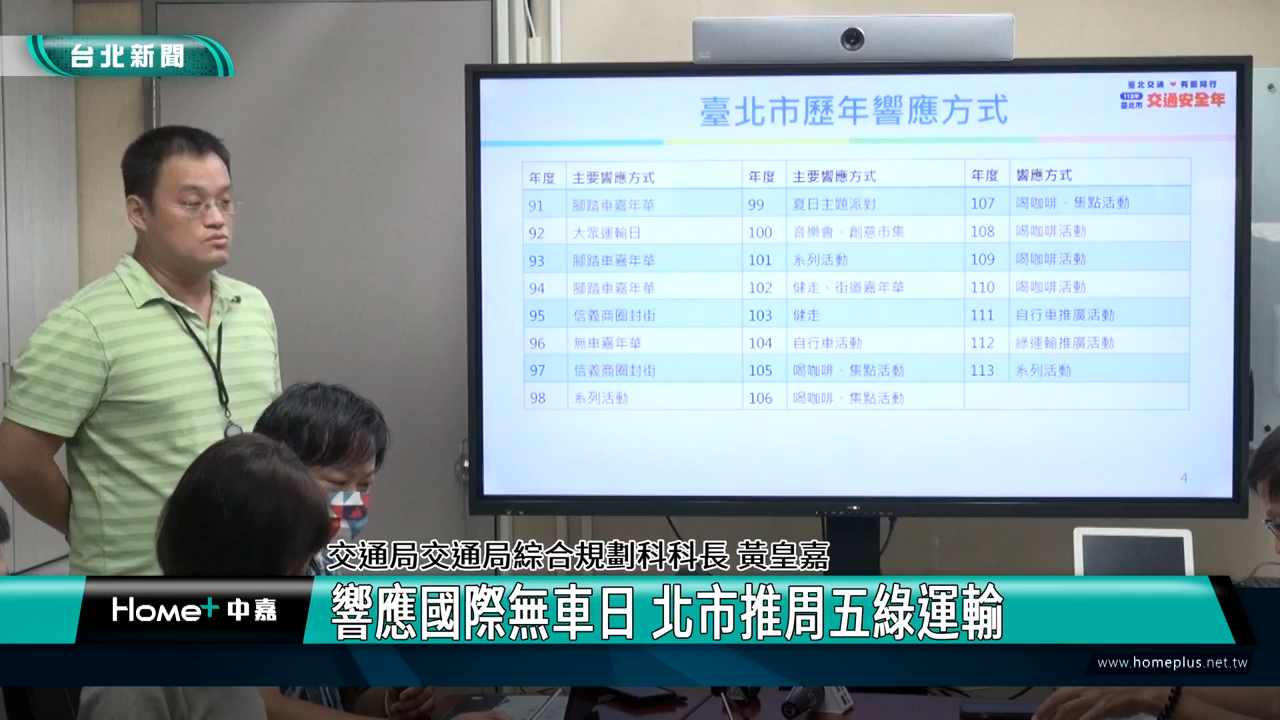 台北新聞
臺北交通 ❤ 有愛同行
113年
臺北市 交通安全年
臺北市歷年響應方式
年度 主要響應方式 年度 主要響應方式 年度 響應方式
91 腳踏車嘉年華 99 夏日主題派對 107 喝咖啡、集點活動
92 大眾運輸日 100 音樂會、創意市集 108 喝咖啡活動
93 腳踏車嘉年華 101 系列活動 109 喝咖啡活動
94 腳踏車嘉年華 102 健走、街道嘉年華 110 喝咖啡活動
95 信義商圈封街 103 健走 111 自行車推廣活動
96 無車嘉年華 104 自行車活動 112 綠運輸推廣活動
97 信義商圈封街 105 喝咖啡、集點活動 113 系列活動
98 系列活動 106 喝咖啡、集點活動
4
交通局交通局綜合規劃科科長 黃皇嘉
Home+ 中嘉
響應國際無車日 北市推周五綠運輸
www.homeplus.net.tw